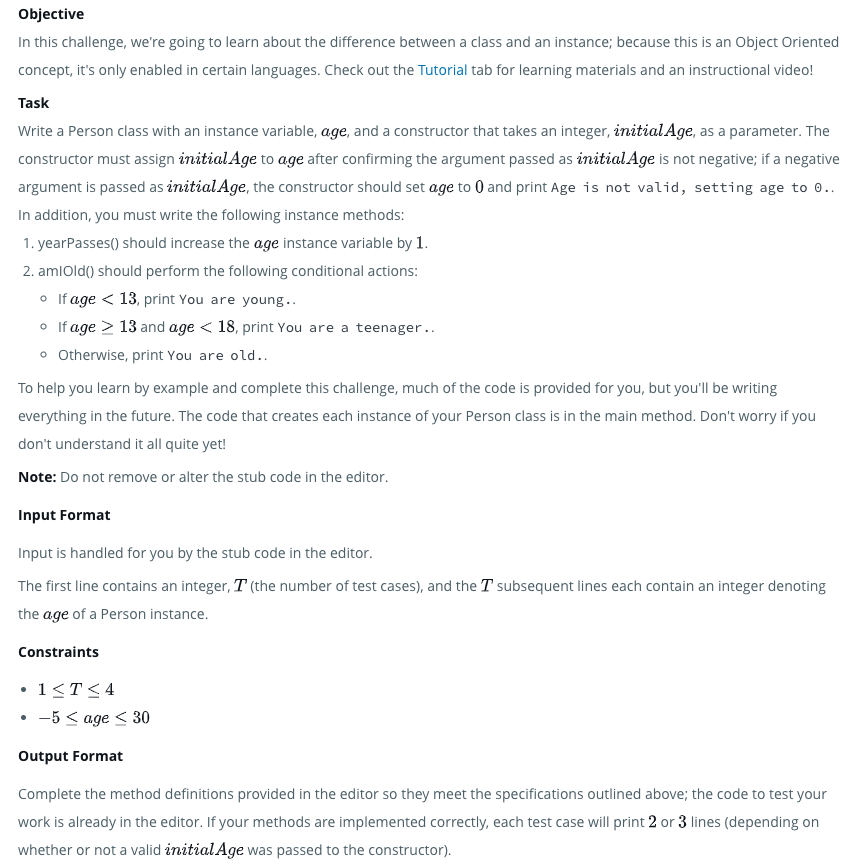 Objective
In this challenge, we're going to learn about the difference between a class and an instance; because this is an Object Oriented
concept, it's only enabled in certain languages. Check out the Tutorial tab for learning materials and an instructional video!
Task
Write a Person class with an instance variable, age, and a constructor that takes an integer, initialAge, as a parameter. The
constructor must assign initialAge to age after confirming the argument passed as initialAge is not negative; if a negative
argument is passed as initialAge, the constructor should set age to 0 and print Age is not valid, setting age to 0..
In addition, you must write the following instance methods:
1. yearPasses() should increase the age instance variable by 1.
2. amIOld() should perform the following conditional actions:
○ If age < 13, print You are young..
○ If age ≥ 13 and age < 18, print You are a teenager..
○ Otherwise, print You are old..
To help you learn by example and complete this challenge, much of the code is provided for you, but you'll be writing
everything in the future. The code that creates each instance of your Person class is in the main method. Don't worry if you
don't understand it all quite yet!
Note: Do not remove or alter the stub code in the editor.
Input Format
Input is handled for you by the stub code in the editor.
The first line contains an integer, T (the number of test cases), and the T subsequent lines each contain an integer denoting
the age of a Person instance.
Constraints
• 1 ≤ T ≤ 4
• −5 ≤ age ≤ 30
Output Format
Complete the method definitions provided in the editor so they meet the specifications outlined above; the code to test your
work is already in the editor. If your methods are implemented correctly, each test case will print 2 or 3 lines (depending on
whether or not a valid initialAge was passed to the constructor).